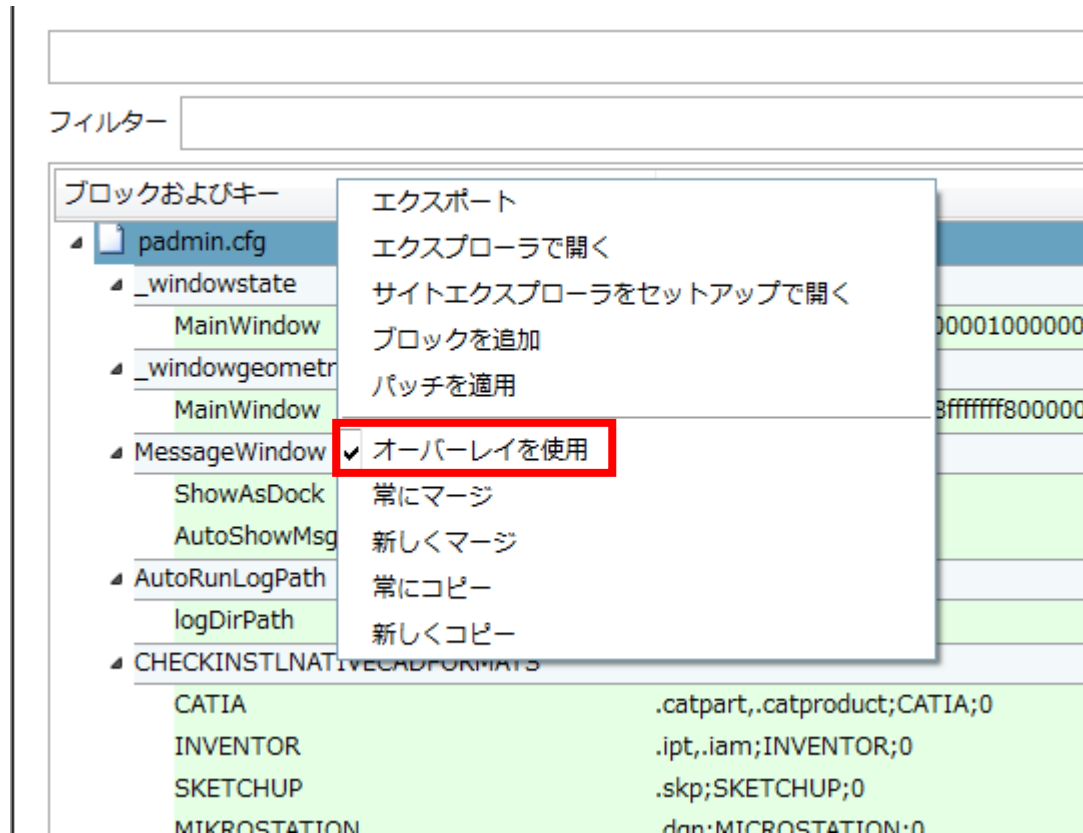 フィルター
ブロックおよびキー
padmin.cfg
_windowstate
MainWindow
00001000000
_windowgeometr
MainWindow
8fffffff800000
MessageWindow
ShowAsDock
AutoShowMsg
AutoRunLogPath
logDirPath
CHECKINSTLNATIVECADFORMATS
CATIA .catpart,.catproduct;CATIA;0
INVENTOR .ipt,.iam;INVENTOR;0
SKETCHUP .skp;SKETCHUP;0
MIKROSTATION .dgn;MICROSTATION;0
エクスポート
エクスプローラで開く
サイトエクスプローラをセットアップで開く
ブロックを追加
パッチを適用
オーバーレイを使用
常にマージ
新しくマージ
常にコピー
新しくコピー